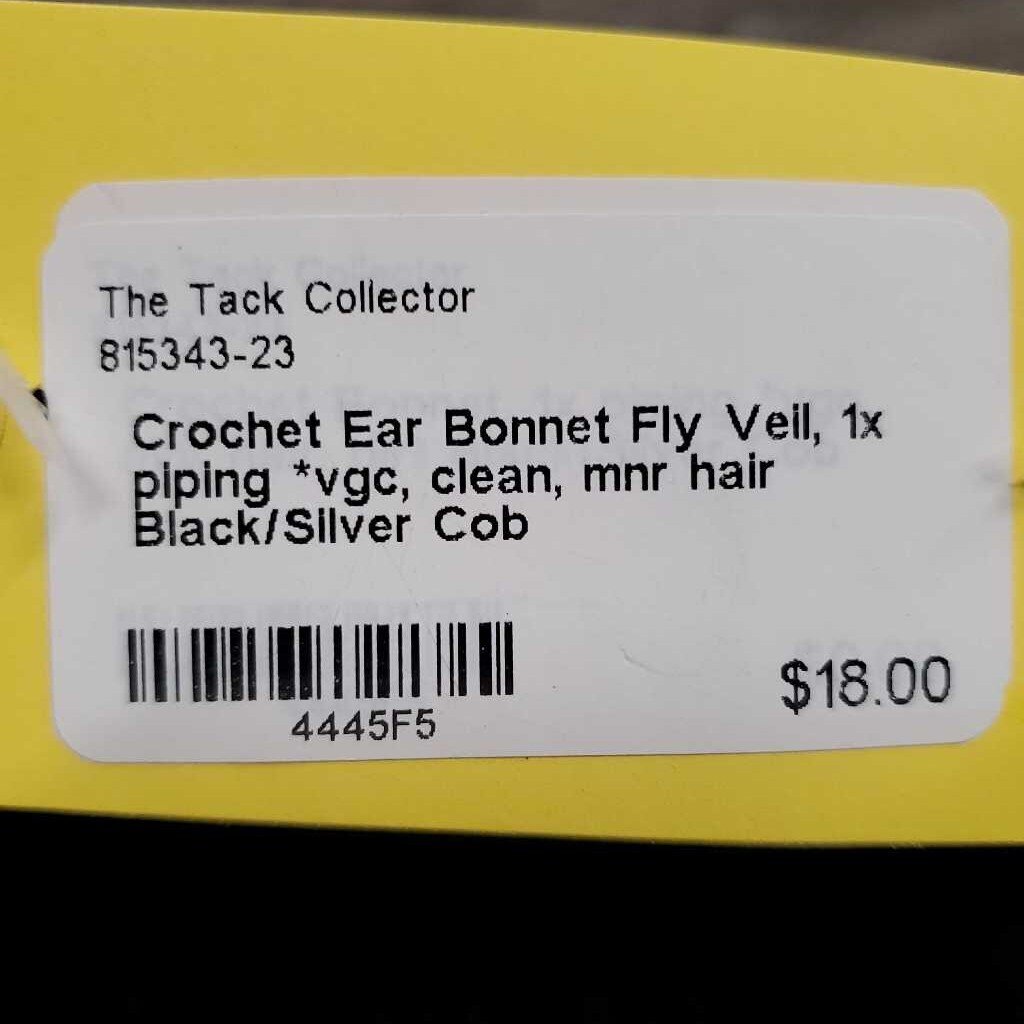 The Tack Collector
815343-23
Crochet Ear Bonnet Fly Veil, 1x
piping *vgc, clean, mnr hair
Black/Silver Cob
4445F5
$18.00